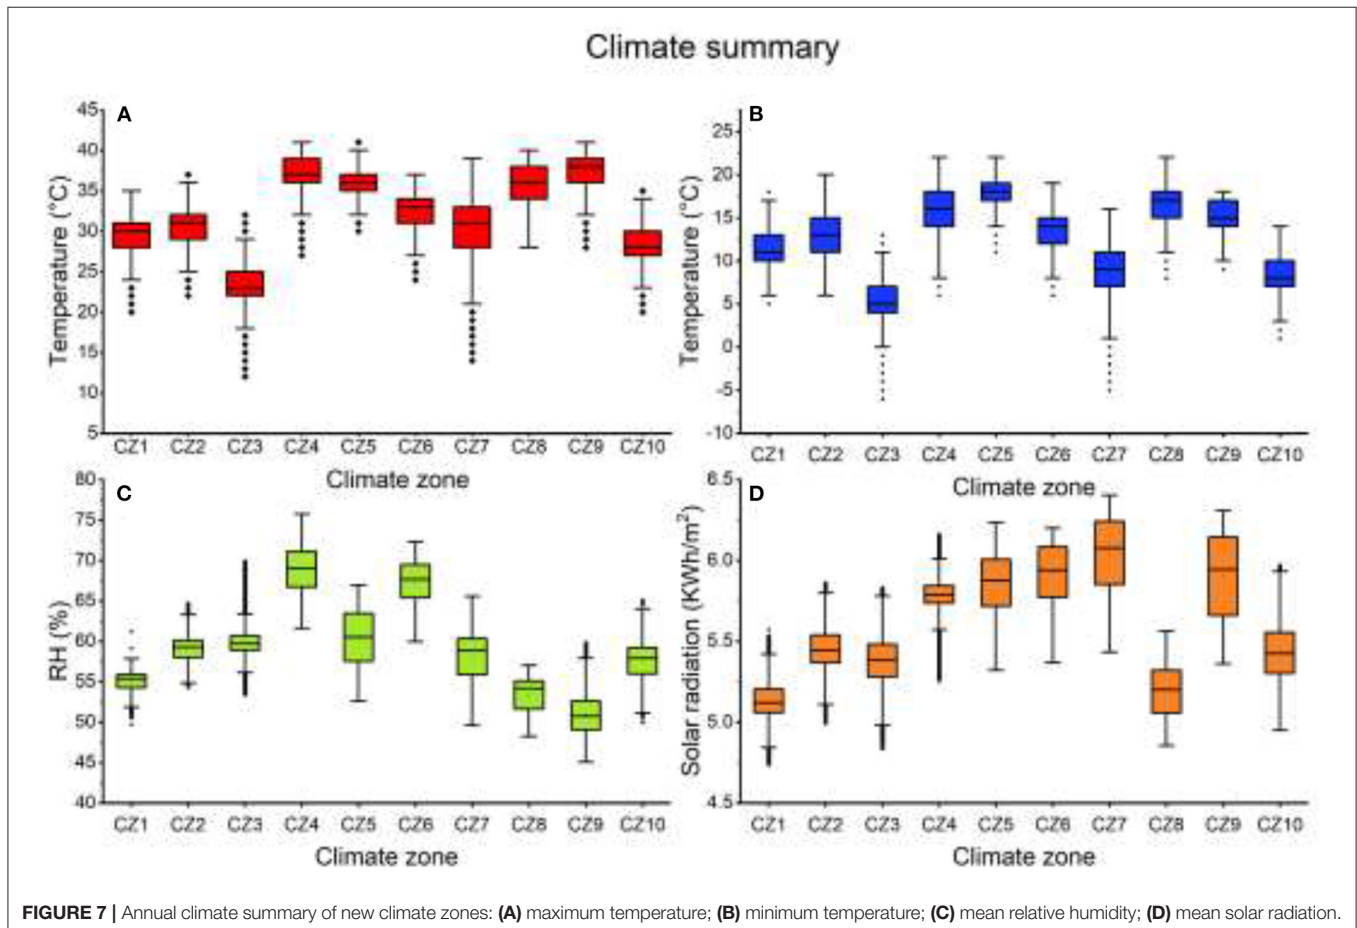 Climate summary
A
Temperature (°C)
45
40
35
30
25
20
15
10
5
CZ1 CZ2 CZ3 CZ4 CZ5 CZ6 CZ7 CZ8 CZ9 CZ10
Climate zone
B
Temperature (°C)
25
20
15
10
5
0
-5
-10
CZ1 CZ2 CZ3 CZ4 CZ5 CZ6 CZ7 CZ8 CZ9 CZ10
Climate zone
C
RH (%)
80
75
70
65
60
55
50
45
40
CZ1 CZ2 CZ3 CZ4 CZ5 CZ6 CZ7 CZ8 CZ9 CZ10
Climate zone
D
Solar radiation (KWh/m²)
6.5
6.0
5.5
5.0
4.5
CZ1 CZ2 CZ3 CZ4 CZ5 CZ6 CZ7 CZ8 CZ9 CZ10
Climate zone
FIGURE 7 | Annual climate summary of new climate zones: (A) maximum temperature; (B) minimum temperature; (C) mean relative humidity; (D) mean solar radiation.